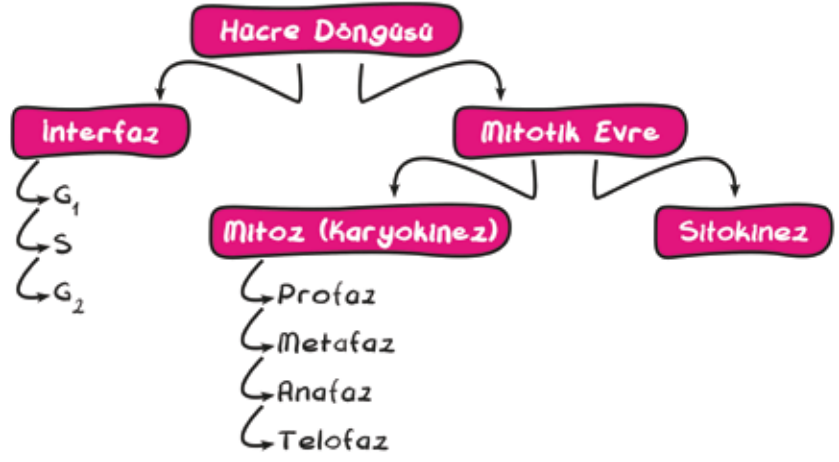 Hücre Döngüsü
İnterfaz
Mitotik Evre
G₁
S
G₂
Mitoz (Karyokinez)
Sitokinez
Profaz
Metafaz
Anafaz
Telofaz